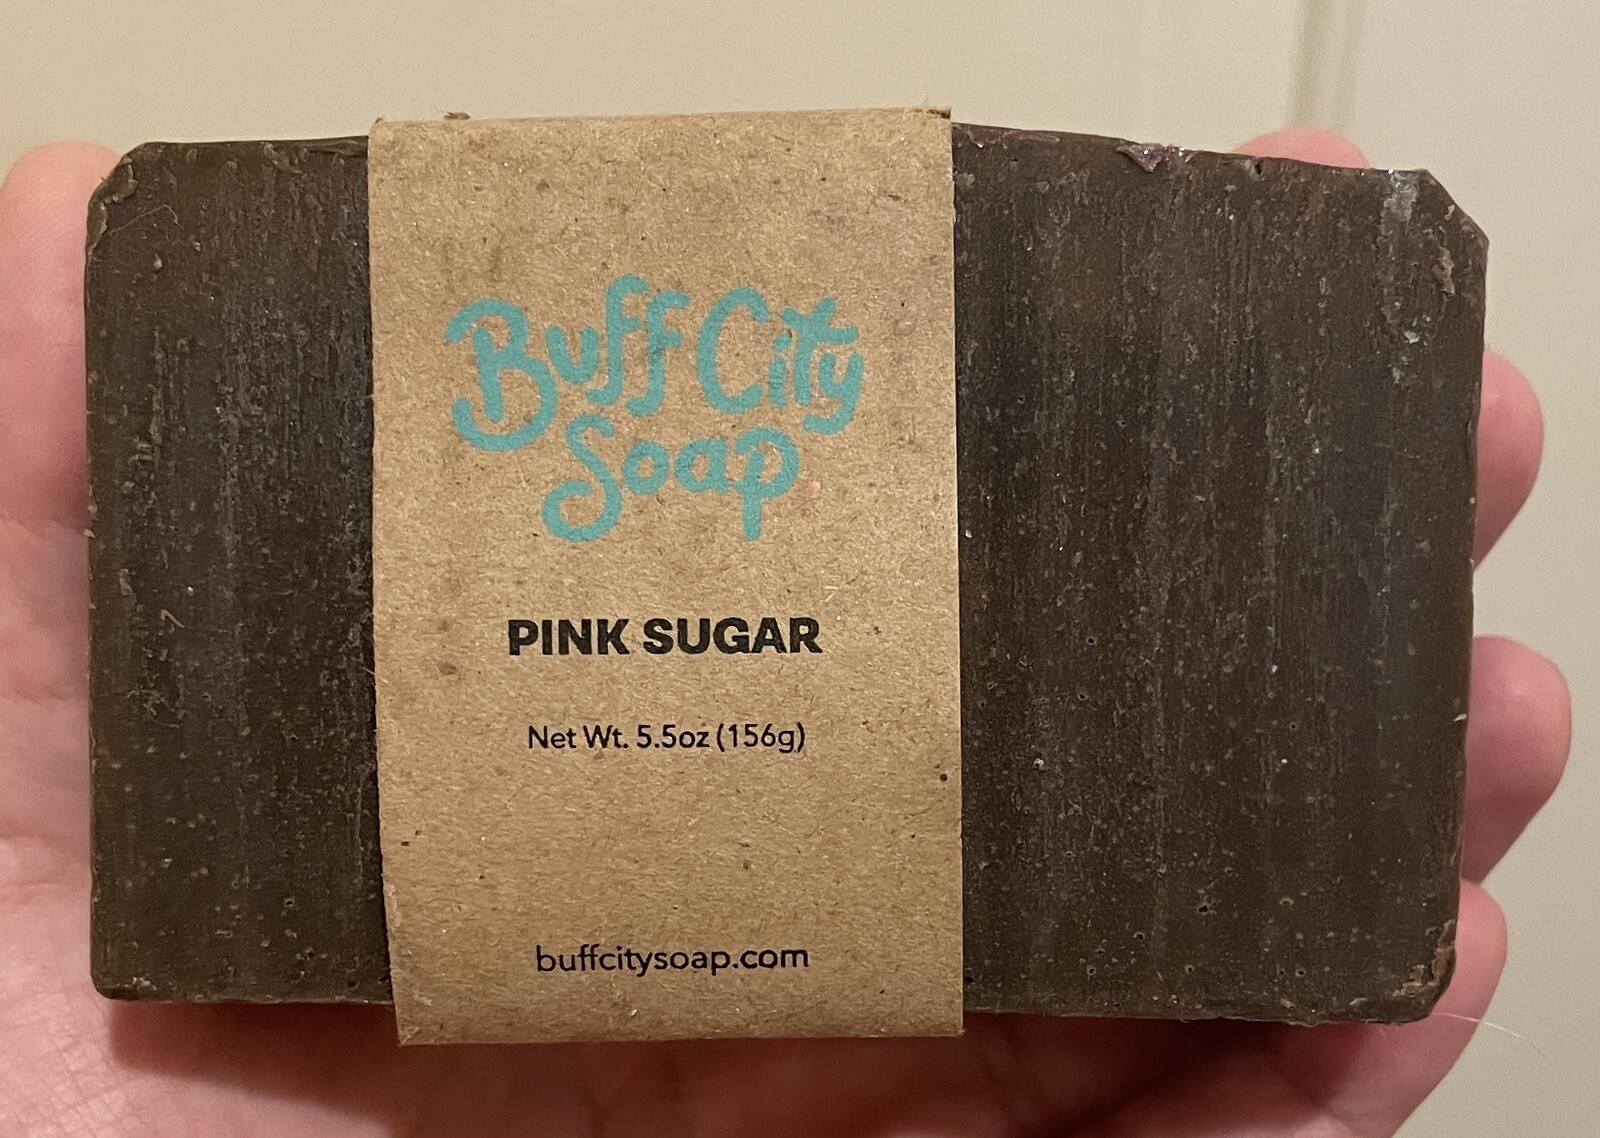 Buff City
Soap
PINK SUGAR
Net Wt. 5.5oz (156g)
buffcitysoap.com